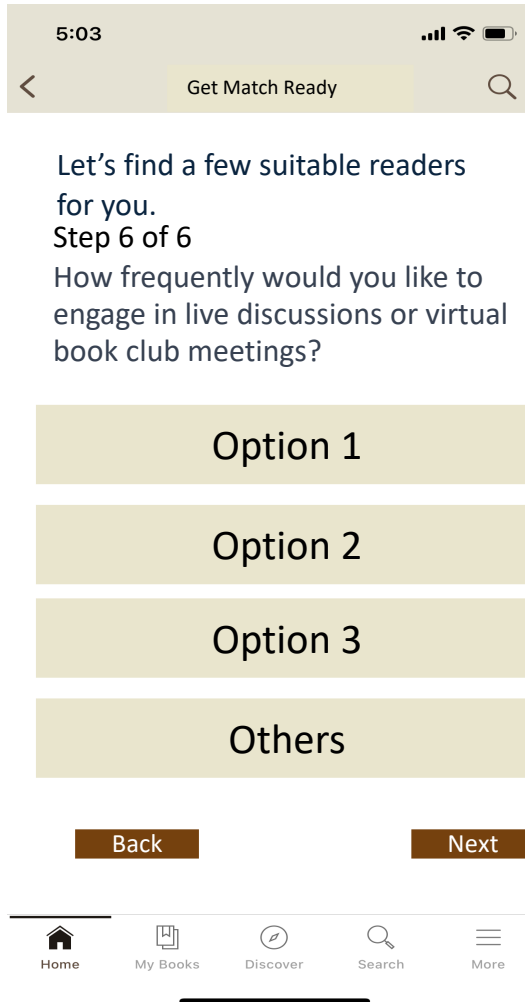 5:03
Get Match Ready
Let’s find a few suitable readers
for you.
Step 6 of 6
How frequently would you like to
engage in live discussions or virtual
book club meetings?
Option 1
Option 2
Option 3
Others
Back Next
Home My Books Discover Search More